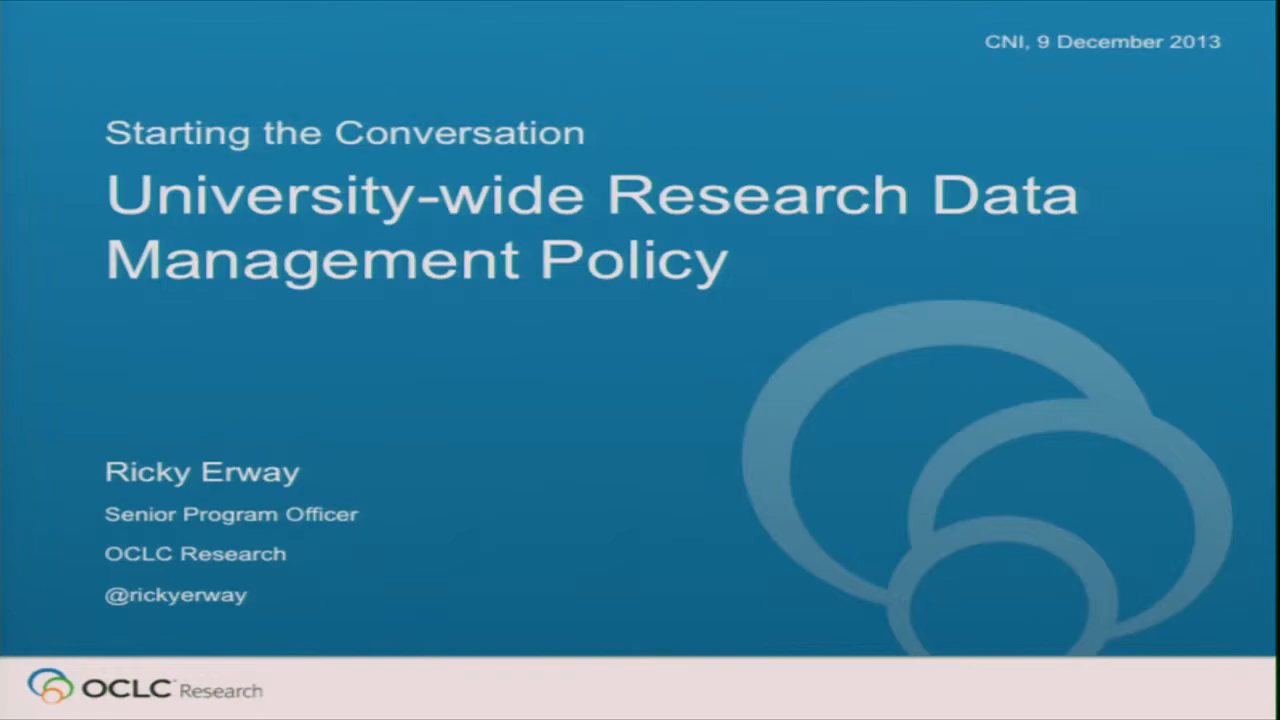 CNI, 9 December 2013
Starting the Conversation
University-wide Research Data
Management Policy
Ricky Erway
Senior Program Officer
OCLC Research
@rickyerway
OCLC Research